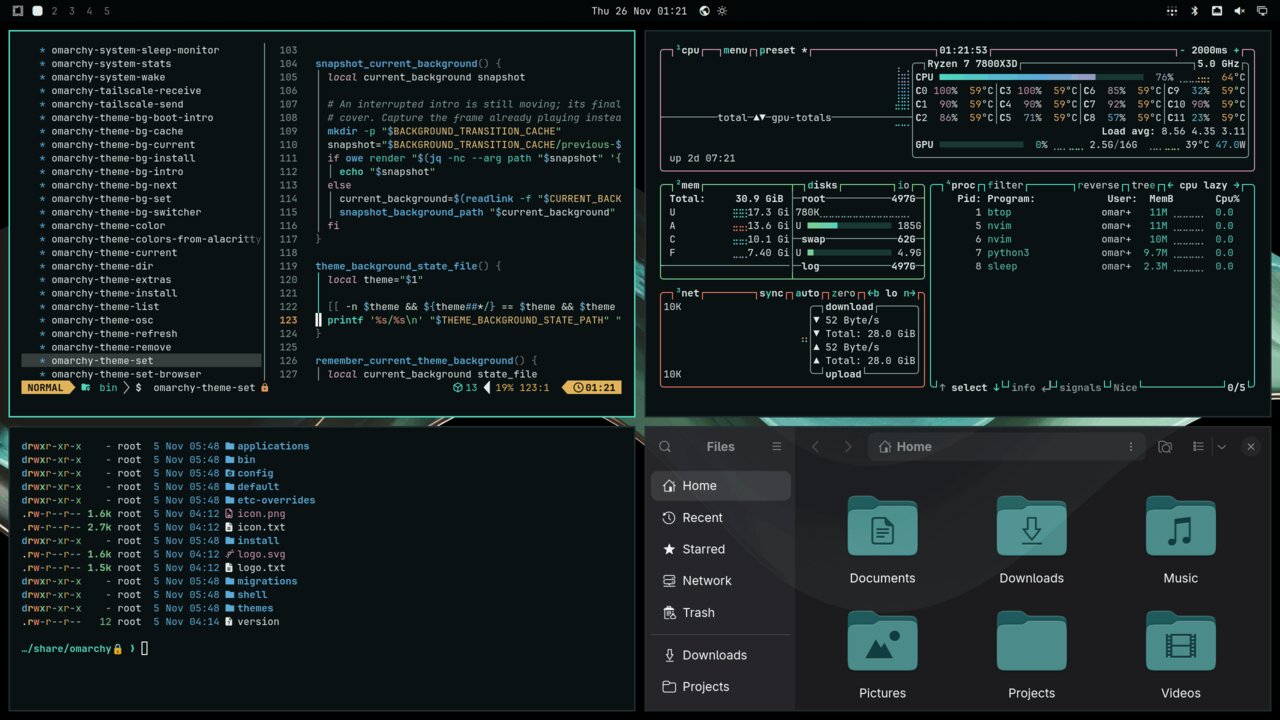 2 3 4 5
Thu 26 Nov 01:21
* omarchy-system-sleep-monitor
* omarchy-system-stats
* omarchy-system-wake
* omarchy-tailscale-receive
* omarchy-tailscale-send
* omarchy-theme-bg-boot-intro
* omarchy-theme-bg-cache
* omarchy-theme-bg-current
* omarchy-theme-bg-install
* omarchy-theme-bg-intro
* omarchy-theme-bg-next
* omarchy-theme-bg-set
* omarchy-theme-bg-switcher
* omarchy-theme-color
* omarchy-theme-colors-from-alacritty
* omarchy-theme-current
* omarchy-theme-dir
* omarchy-theme-extras
* omarchy-theme-install
* omarchy-theme-list
* omarchy-theme-osc
* omarchy-theme-refresh
* omarchy-theme-remove
* omarchy-theme-set
* omarchy-theme-set-browser
103
104 snapshot_current_background() {
105 local current_background snapshot
106
107 # An interrupted intro is still moving; its final
108 # cover. Capture the frame already playing instea
109 mkdir -p "$BACKGROUND_TRANSITION_CACHE"
110 snapshot="$BACKGROUND_TRANSITION_CACHE/previous-$
111 if owe render "$(jq -nc --arg path "$snapshot" '{
112 echo "$snapshot"
113 else
114 current_background=$(readlink -f "$CURRENT_BACK
115 snapshot_background_path "$current_background"
116 fi
117 }
118
119 theme_background_state_file() {
120 local theme="$1"
121
122 [[ -n $theme && ${theme##*/} == $theme && $theme
123 printf '%s/%s\n' "$THEME_BACKGROUND_STATE_PATH" "
124 }
125
126 remember_current_theme_background() {
127 local current_background state_file
NORMAL bin $ omarchy-theme-set 13 19% 123:1 01:21
1cpu menu preset * 01:21:53 - 2000ms +
Ryzen 7 7800X3D 5.0 GHz
CPU 76% 64°C
C0 100% 59°C C3 100% 59°C C6 85% 59°C C9 32% 59°C
C1 90% 59°C C4 90% 59°C C7 92% 59°C C10 90% 59°C
C2 86% 59°C C5 71% 59°C C8 57% 59°C C11 23% 59°C
total ▲▼ gpu-totals
Load avg: 8.56 4.35 3.11
GPU 0% 2.5G/16G 39°C 47.0W
up 2d 07:21
2mem disks io
Total: 30.9 GiB
U 17.3 Gi
A 13.6 Gi
C 10.1 Gi
F 7.40 Gi
root 497G
780K
U 185G
swap 62G
U 4.9G
log 497G
4proc filter reverse tree ← cpu lazy →
Pid: Program: User: MemB Cpu%
1 btop omar+ 11M 0.0
5 nvim omar+ 11M 0.0
6 nvim omar+ 10M 0.0
7 python3 omar+ 9.7M 0.0
8 sleep omar+ 2.3M 0.0
↑ select ↓ info ↵ signals Nice 0/5
3net sync auto zero ←b lo n→
10K
10K
download
▼ 52 Byte/s
▼ Total: 28.0 GiB
▲ 52 Byte/s
▲ Total: 28.0 GiB
upload
drwxr-xr-x - root 5 Nov 05:48 applications
drwxr-xr-x - root 5 Nov 05:48 bin
drwxr-xr-x - root 5 Nov 05:48 config
drwxr-xr-x - root 5 Nov 05:48 default
drwxr-xr-x - root 5 Nov 05:48 etc-overrides
.rw-r--r-- 1.6k root 5 Nov 04:12 icon.png
.rw-r--r-- 2.7k root 5 Nov 04:12 icon.txt
drwxr-xr-x - root 5 Nov 05:48 install
.rw-r--r-- 1.6k root 5 Nov 04:12 logo.svg
.rw-r--r-- 1.5k root 5 Nov 04:12 logo.txt
drwxr-xr-x - root 5 Nov 05:48 migrations
drwxr-xr-x - root 5 Nov 05:48 shell
drwxr-xr-x - root 5 Nov 05:48 themes
.rw-r--r-- 12 root 5 Nov 04:14 version
…/share/omarchy ❯
Files
Home
Recent
Starred
Network
Trash
Downloads
Projects
Home
Documents
Downloads
Music
Pictures
Projects
Videos